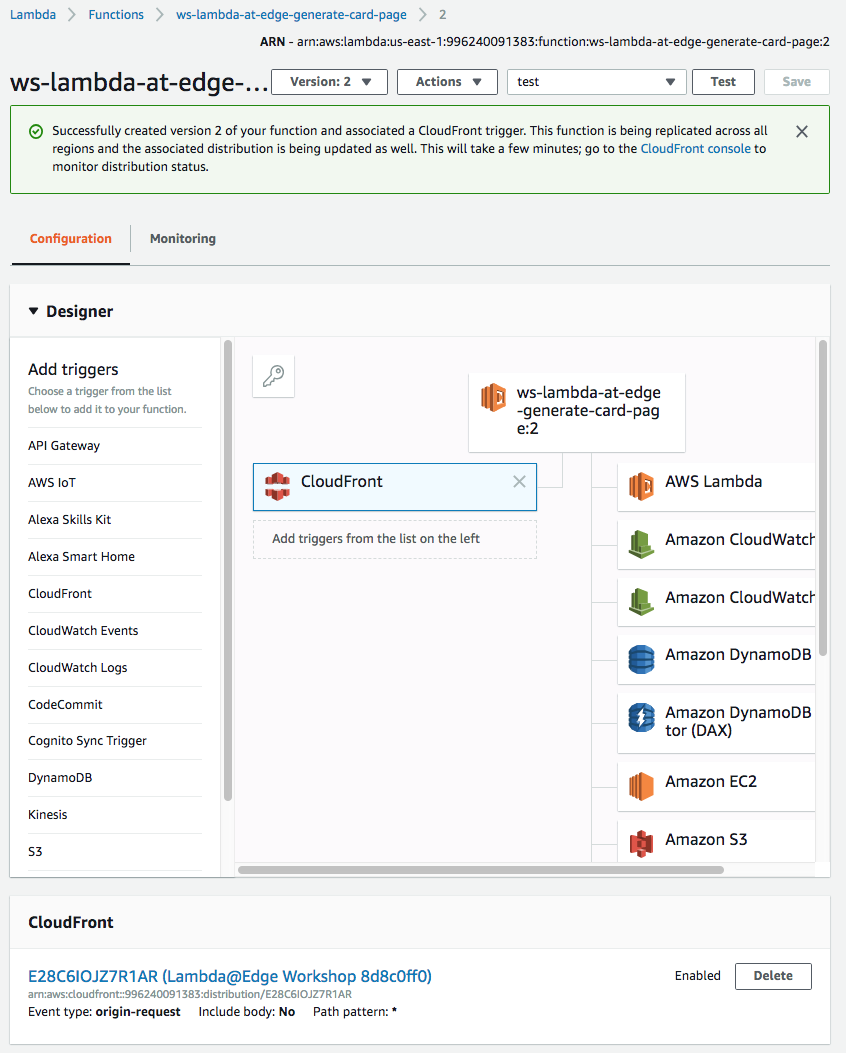 Lambda > Functions > ws-lambda-at-edge-generate-card-page > 2
ARN - arn:aws:lambda:us-east-1:996240091383:function:ws-lambda-at-edge-generate-card-page:2
ws-lambda-at-edge-... Version: 2 Actions test Test Save
Successfully created version 2 of your function and associated a CloudFront trigger. This function is being replicated across all
regions and the associated distribution is being updated as well. This will take a few minutes; go to the CloudFront console to
monitor distribution status.
Configuration Monitoring
Designer
Add triggers
Choose a trigger from the list
below to add it to your function.
API Gateway
AWS IoT
Alexa Skills Kit
Alexa Smart Home
CloudFront
CloudWatch Events
CloudWatch Logs
CodeCommit
Cognito Sync Trigger
DynamoDB
Kinesis
S3
ws-lambda-at-edge
-generate-card-pag
e:2
CloudFront
Add triggers from the list on the left
AWS Lambda
Amazon CloudWatch
Amazon CloudWatch
Amazon DynamoDB
Amazon DynamoDB
tor (DAX)
Amazon EC2
Amazon S3
CloudFront
E28C6IOJZ7R1AR (Lambda@Edge Workshop 8d8c0ff0) Enabled Delete
arn:aws:cloudfront::996240091383:distribution/E28C6IOJZ7R1AR
Event type: origin-request Include body: No Path pattern: *